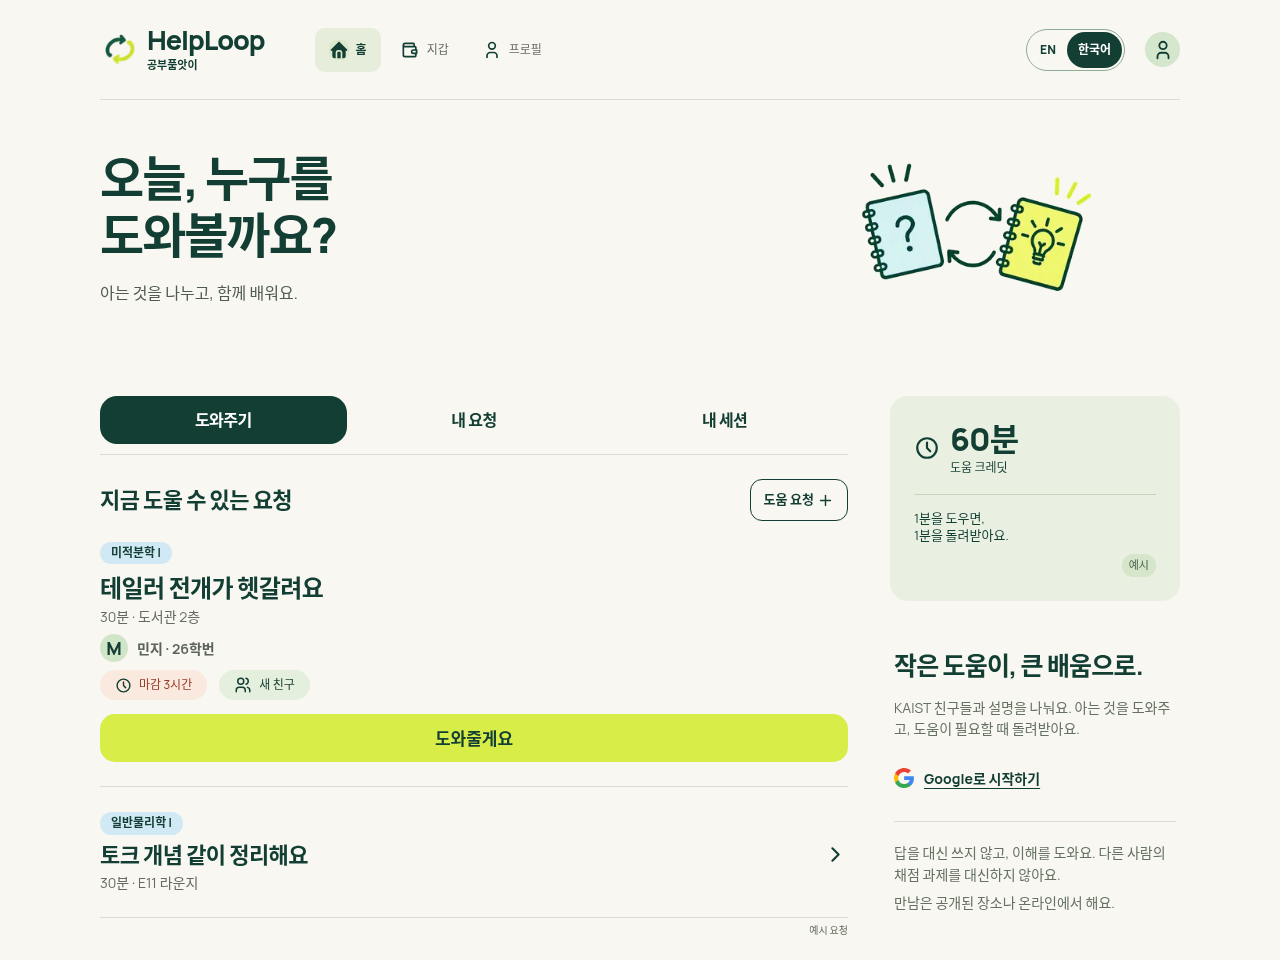 HelpLoop
공부품앗이
홈
지갑
프로필
EN
한국어
오늘, 누구를
도와볼까요?
아는 것을 나누고, 함께 배워요.
?
도와주기
내 요청
내 세션
지금 도울 수 있는 요청
도움 요청 +
미적분학 I
테일러 전개가 헷갈려요
30분 · 도서관 2층
M
민지 · 26학번
마감 3시간
새 친구
도와줄게요
일반물리학 I
토크 개념 같이 정리해요
30분 · E11 라운지
예시 요청
60분
도움 크레딧
1분을 도우면,
1분을 돌려받아요.
예시
작은 도움이, 큰 배움으로.
KAIST 친구들과 설명을 나눠요. 아는 것을 도와주
고, 도움이 필요할 때 돌려받아요.
Google로 시작하기
답을 대신 쓰지 않고, 이해를 도와요. 다른 사람의
채점 과제를 대신하지 않아요.
만남은 공개된 장소나 온라인에서 해요.